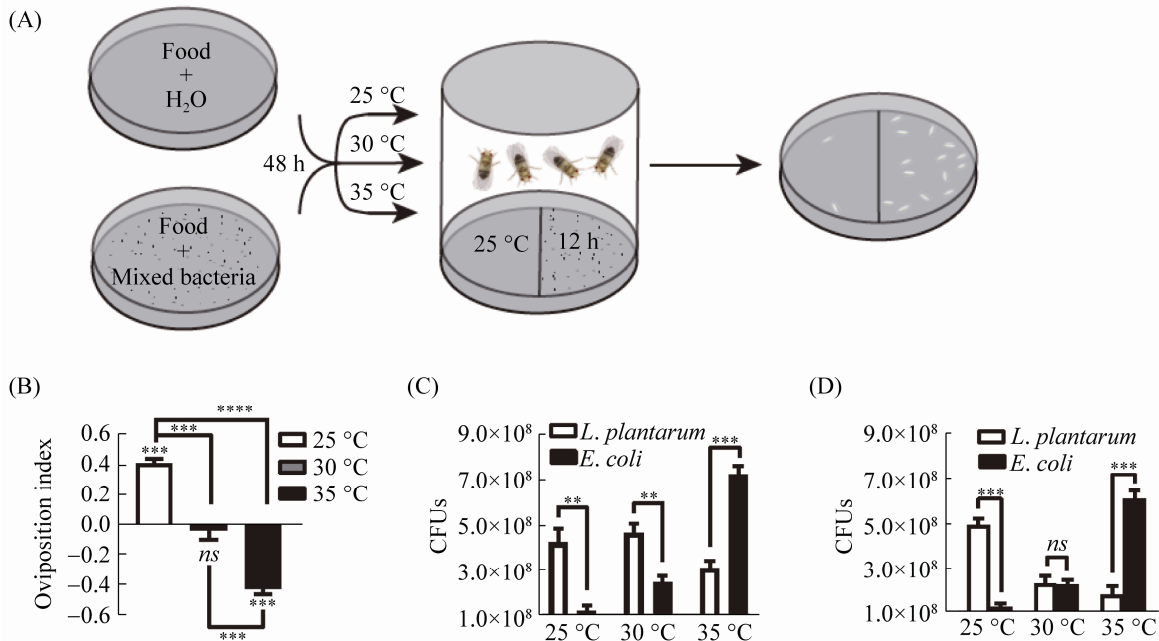 (A)
Food
+
H₂O
Food
+
Mixed bacteria
48 h
25 °C
30 °C
35 °C
25 °C
12 h
(B)
Oviposition index
0.6
0.4
0.2
0.0
−0.2
−0.4
−0.6
****
***
***
ns
***
***
25 °C
30 °C
35 °C
(C)
CFUs
9.0×10⁸
7.0×10⁸
5.0×10⁸
3.0×10⁸
1.0×10⁸
L. plantarum
E. coli
**
**
***
25 °C
30 °C
35 °C
(D)
CFUs
9.0×10⁸
7.0×10⁸
5.0×10⁸
3.0×10⁸
1.0×10⁸
L. plantarum
E. coli
***
ns
***
25 °C
30 °C
35 °C